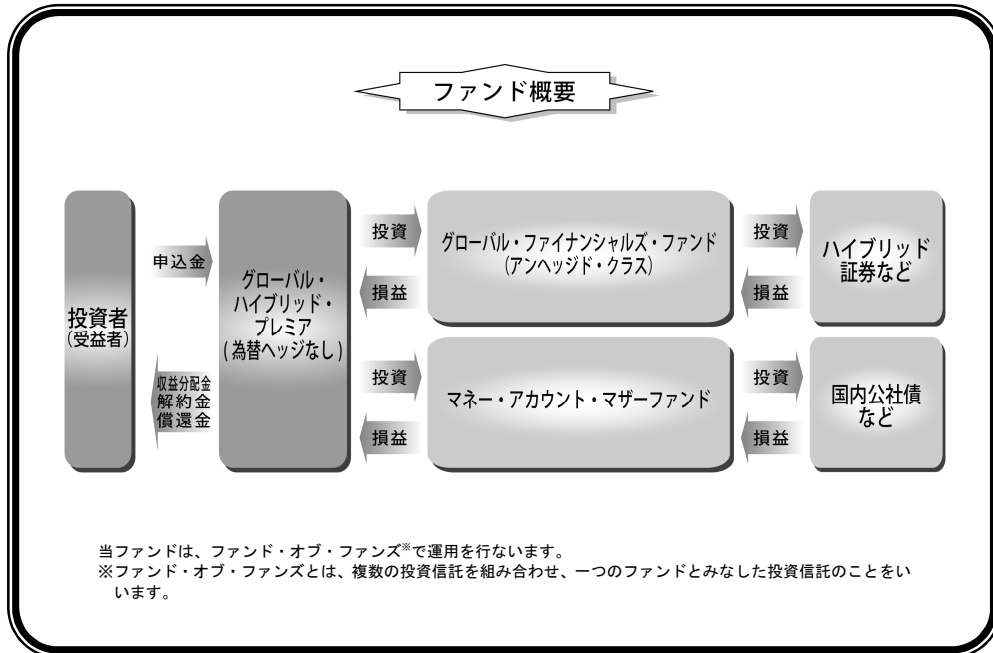 ファンド概要
投資者
(受益者)
申込金
収益分配金
解約金
償還金
グローバル・
ハイブリッド・
プレミア
(為替ヘッジなし)
投資
損益
グローバル・ファイナンシャルズ・ファンド
(アンヘッジド・クラス)
投資
損益
ハイブリッド
証券など
投資
損益
マネー・アカウント・マザーファンド
投資
損益
国内公社債
など
当ファンドは、ファンド・オブ・ファンズ※で運用を行ないます。
※ファンド・オブ・ファンズとは、複数の投資信託を組み合わせ、一つのファンドとみなした投資信託のことをい
います。